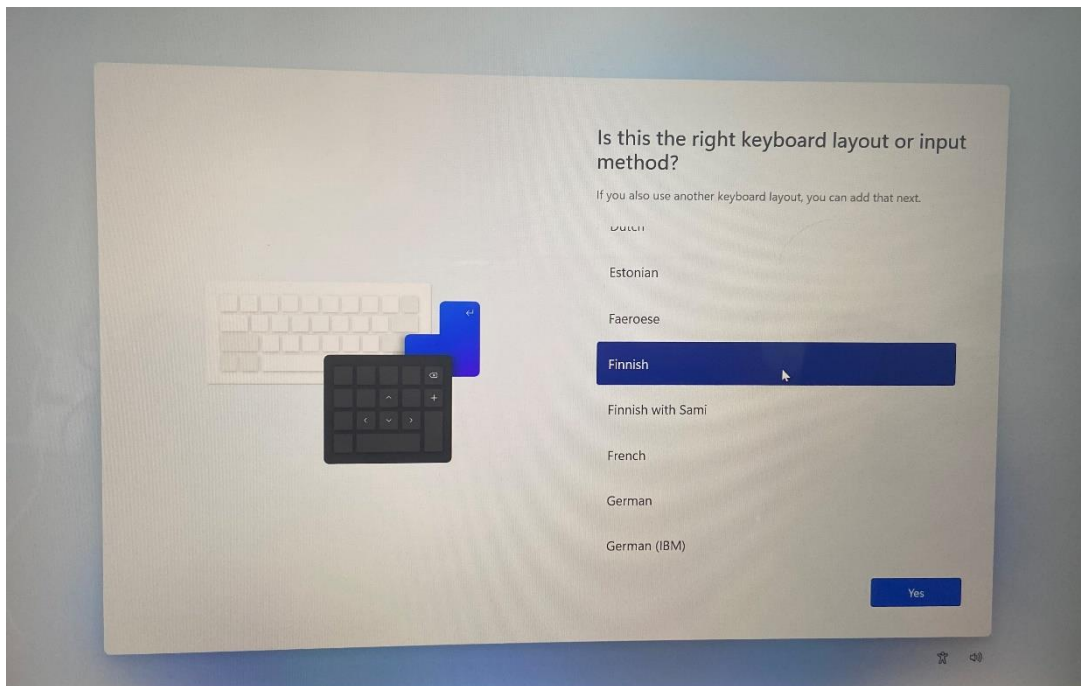 Is this the right keyboard layout or input
method?
If you also use another keyboard layout, you can add that next.
Dutch
Estonian
Faeroese
Finnish
Finnish with Sami
French
German
German (IBM)
Yes